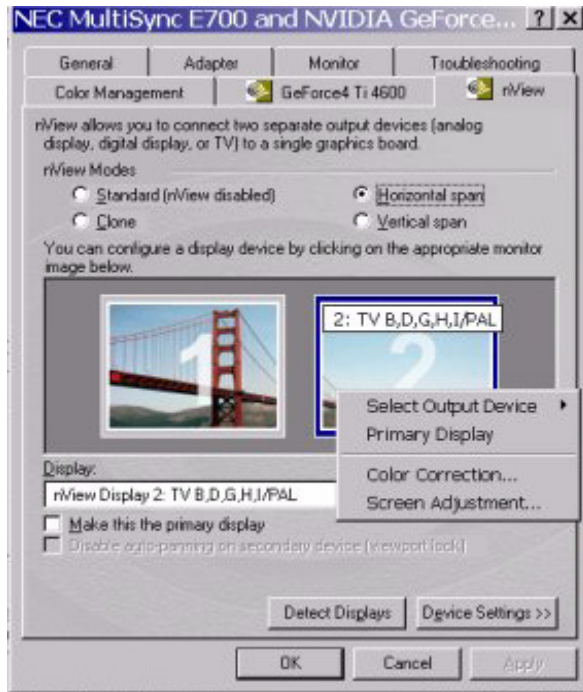 NEC MultiSync E700 and NVIDIA GeForce... ? X
General Adapter Monitor Troubleshooting
Color Management GeForce4 Ti 4600 nView
nView allows you to connect two separate output devices (analog
display, digital display, or TV) to a single graphics board.
nView Modes
Standard (nView disabled) Horizontal span
Clone Vertical span
You can configure a display device by clicking on the appropriate monitor
image below.
1 2
2: TV B,D,G,H,I/PAL
Select Output Device
Primary Display
Color Correction...
Screen Adjustment...
Display:
nView Display 2: TV B,D,G,H,I/PAL
Make this the primary display
Disable auto-panning on secondary device (viewport lock)
Detect Displays Device Settings >>
OK Cancel Apply